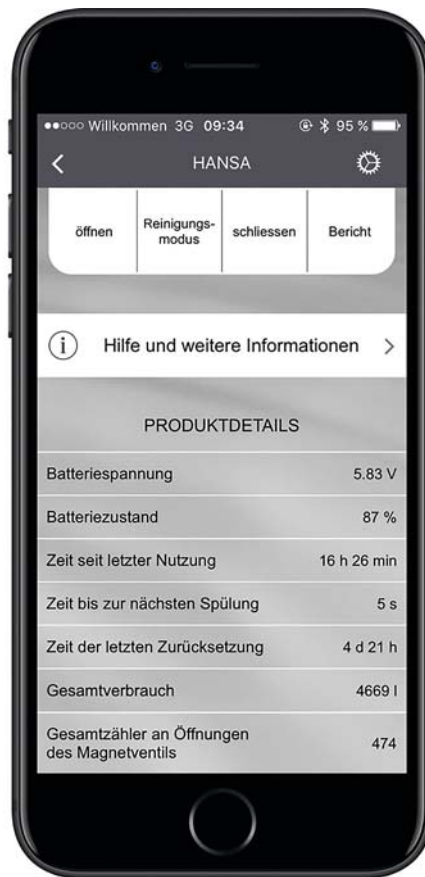 Willkommen 3G 09:34 95 %
HANSA
öffnen
Reinigungs-
modus
schliessen
Bericht
Hilfe und weitere Informationen
PRODUKTDETAILS
Batteriespannung 5.83 V
Batteriezustand 87 %
Zeit seit letzter Nutzung 16 h 26 min
Zeit bis zur nächsten Spülung 5 s
Zeit der letzten Zurücksetzung 4 d 21 h
Gesamtverbrauch 4669 l
Gesamtzähler an Öffnungen
des Magnetventils 474